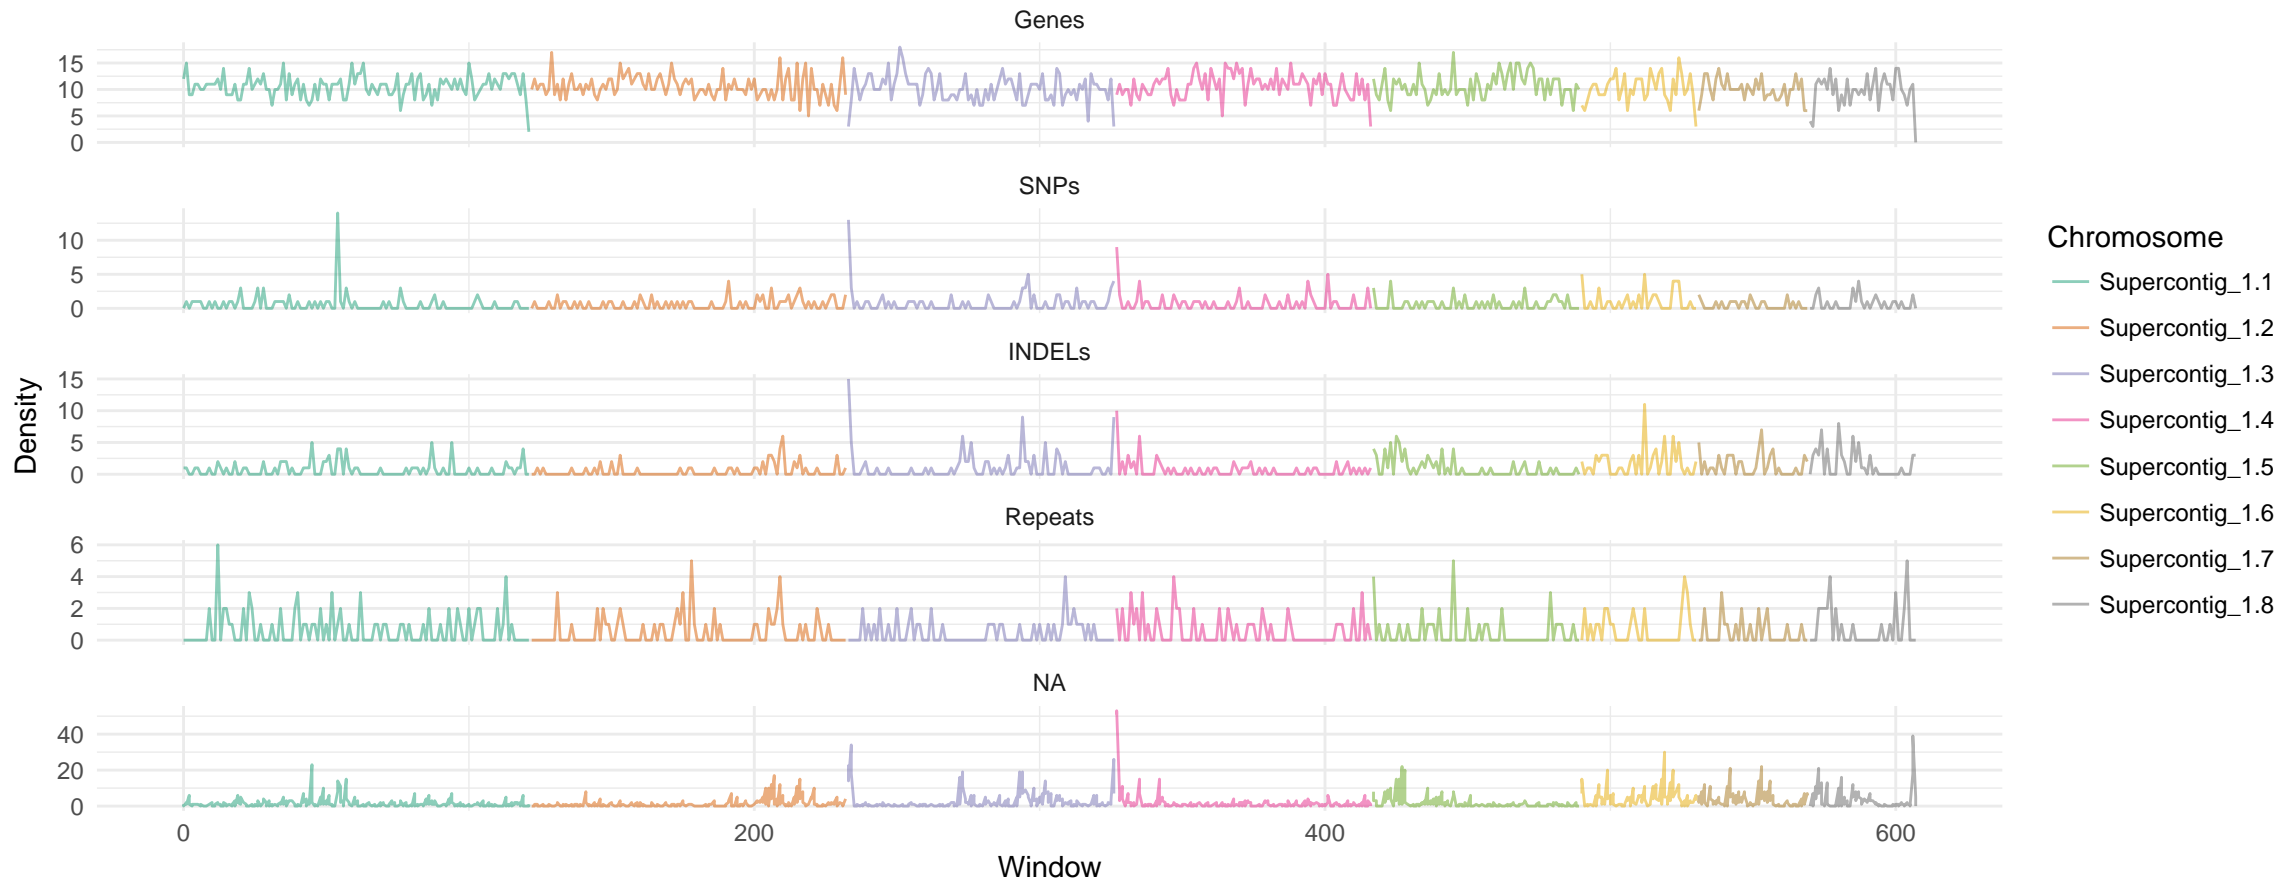 Genes
15
10
5
0
SNPs
10
5
0
INDELs
15
10
5
0
Repeats
6
4
2
0
NA
40
20
0
0 200 400 600
Window
Density
Chromosome
Supercontig_1.1
Supercontig_1.2
Supercontig_1.3
Supercontig_1.4
Supercontig_1.5
Supercontig_1.6
Supercontig_1.7
Supercontig_1.8